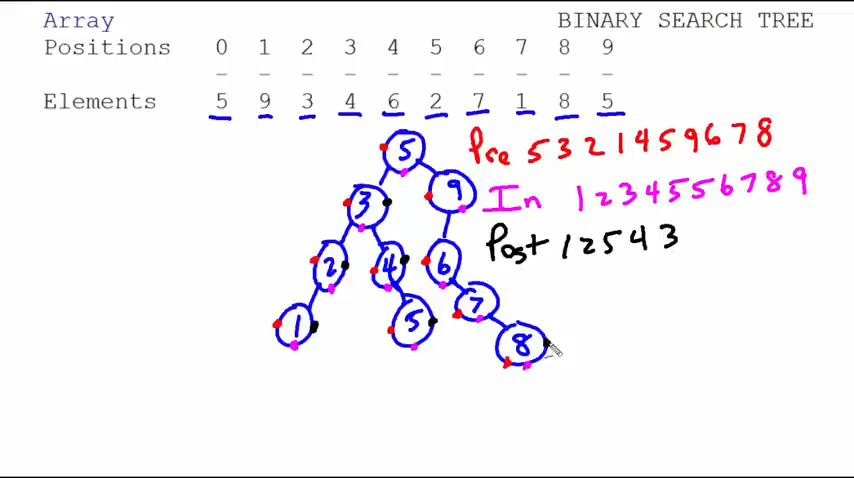 Array BINARY SEARCH TREE
Positions 0 1 2 3 4 5 6 7 8 9
- - - - - - - - - -
Elements 5 9 3 4 6 2 7 1 8 5
Pre 5 3 2 1 4 5 9 6 7 8
In 1 2 3 4 5 5 6 7 8 9
Post 1 2 5 4 3
5
3 9
2 4 6
1 5 7
8